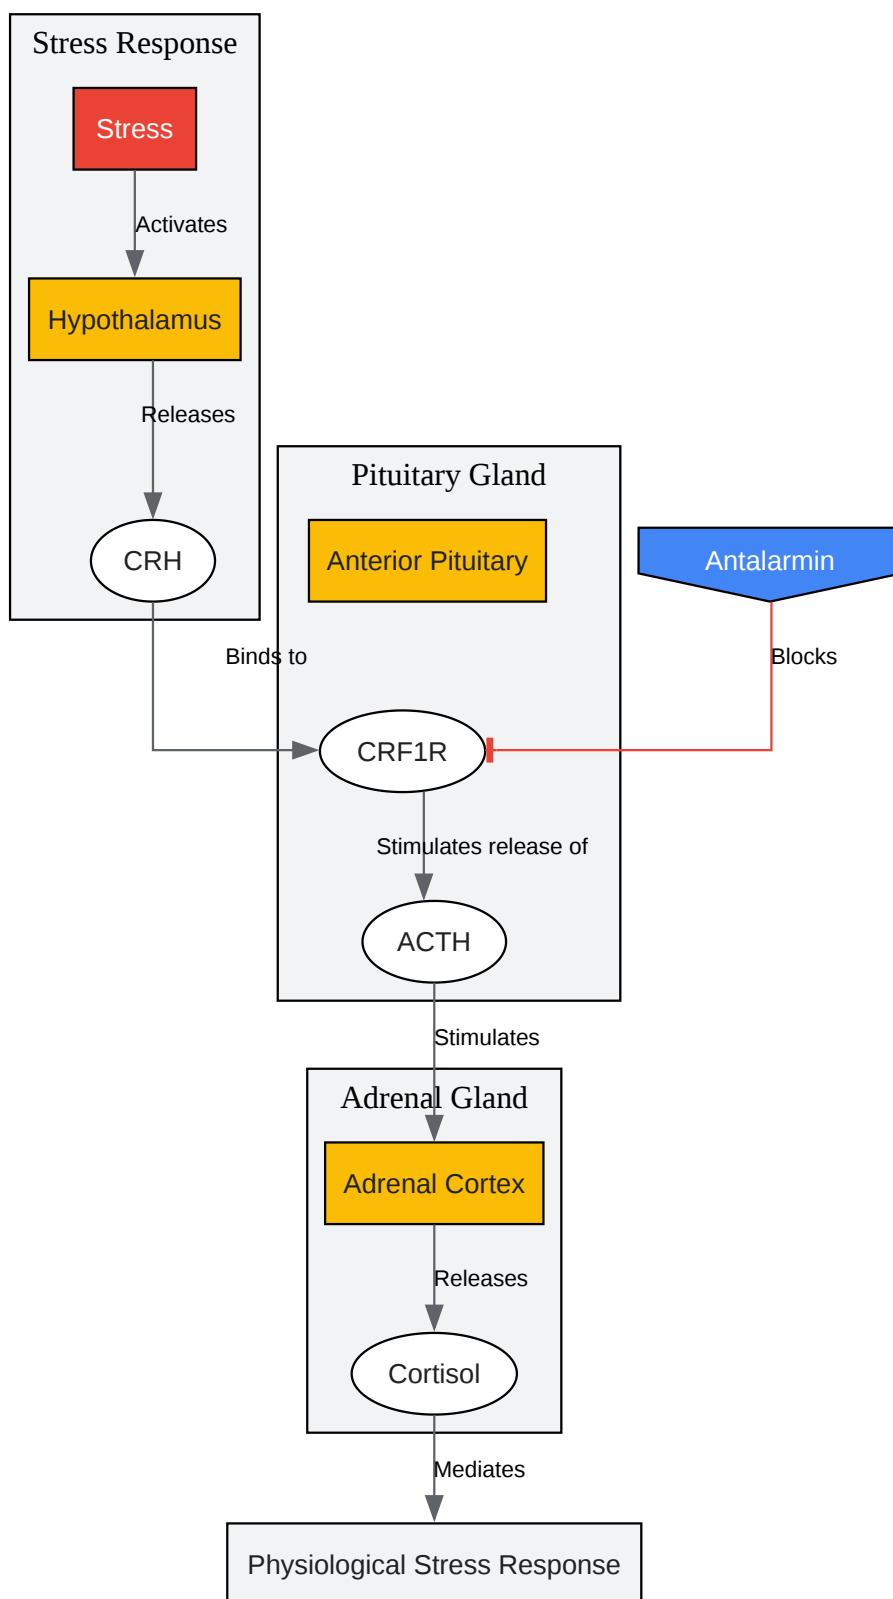 Stress Response
Stress
Activates
Hypothalamus
Releases
CRH
Binds to
Pituitary Gland
Anterior Pituitary
Antalarmin
Blocks
CRF1R
Stimulates release of
ACTH
Stimulates
Adrenal Gland
Adrenal Cortex
Releases
Cortisol
Mediates
Physiological Stress Response